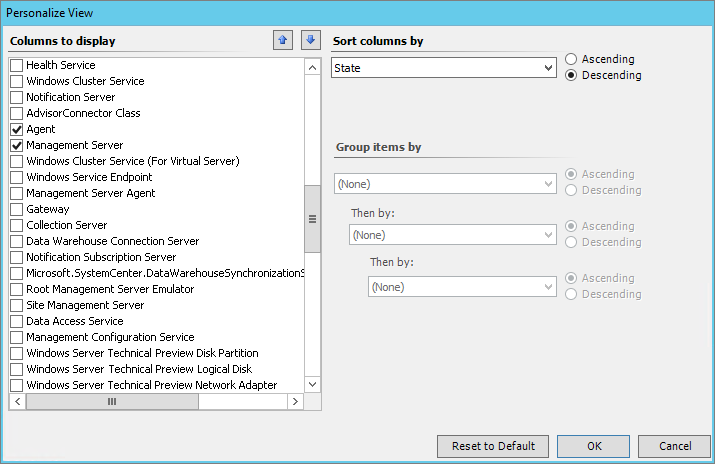 Personalize View
Columns to display
Health Service
Windows Cluster Service
Notification Server
AdvisorConnector Class
Agent
Management Server
Windows Cluster Service (For Virtual Server)
Windows Service Endpoint
Management Server Agent
Gateway
Collection Server
Data Warehouse Connection Server
Notification Subscription Server
Microsoft.SystemCenter.DataWarehouseSynchronizationS
Root Management Server Emulator
Site Management Server
Data Access Service
Management Configuration Service
Windows Server Technical Preview Disk Partition
Windows Server Technical Preview Logical Disk
Windows Server Technical Preview Network Adapter
Sort columns by
State
Ascending
Descending
Group items by
(None)
Ascending
Descending
Then by:
(None)
Ascending
Descending
Then by:
(None)
Ascending
Descending
Reset to Default
OK
Cancel